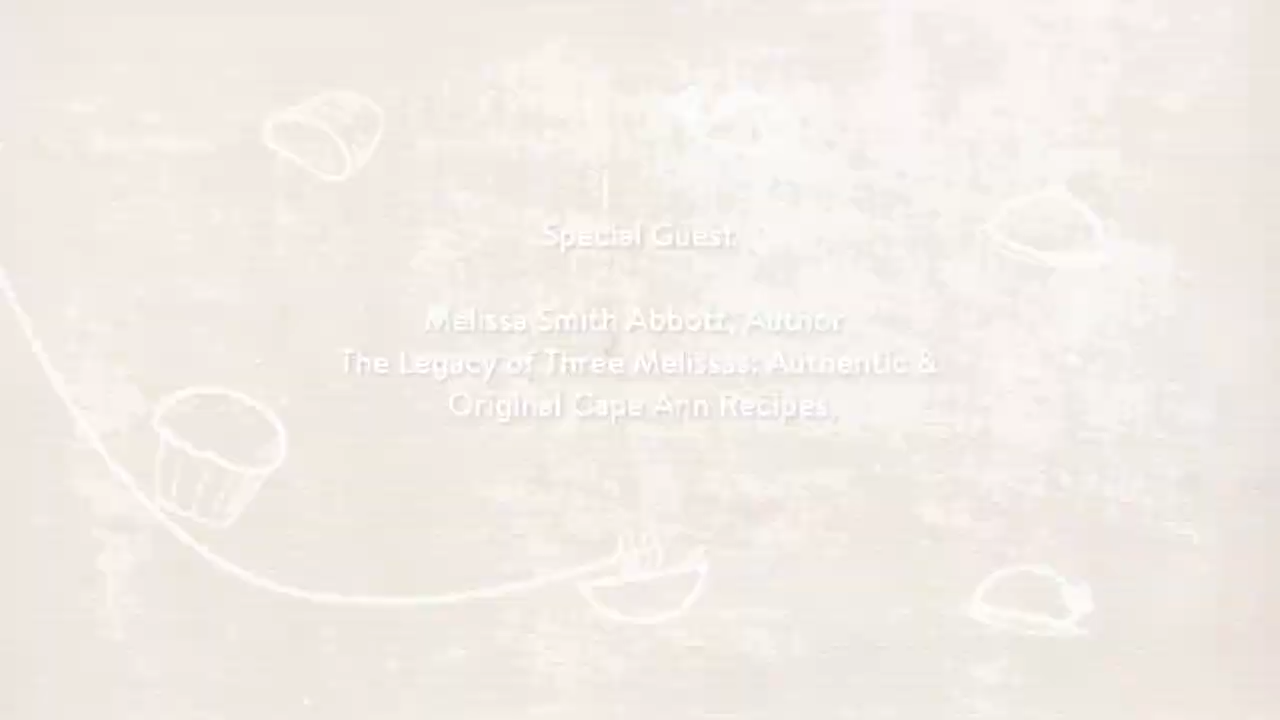 Special Guest
Melissa Smith Abbott, Author
The Legacy of Three Melissas: Authentic &
Original Cape Ann Recipes